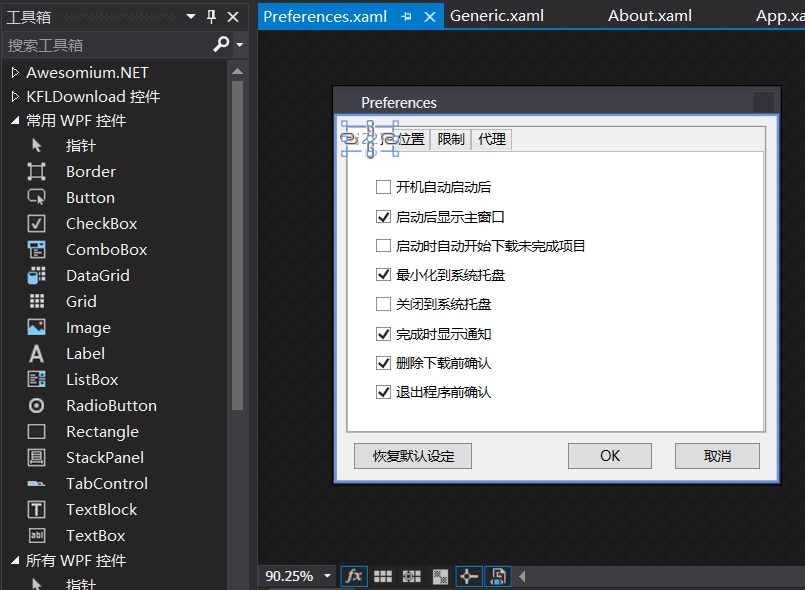 工具箱
搜索工具箱
Awesomium.NET
KFLDownload 控件
常用 WPF 控件
指针
Border
Button
CheckBox
ComboBox
DataGrid
Grid
Image
Label
ListBox
RadioButton
Rectangle
StackPanel
TabControl
TextBlock
TextBox
所有 WPF 控件
指针
Preferences.xaml
Generic.xaml
About.xaml
App.xa
Preferences
位置
限制
代理
开机自动启动后
启动后显示主窗口
启动时自动开始下载未完成项目
最小化到系统托盘
关闭到系统托盘
完成时显示通知
删除下载前确认
退出程序前确认
恢复默认设定
OK
取消
90.25%
fx